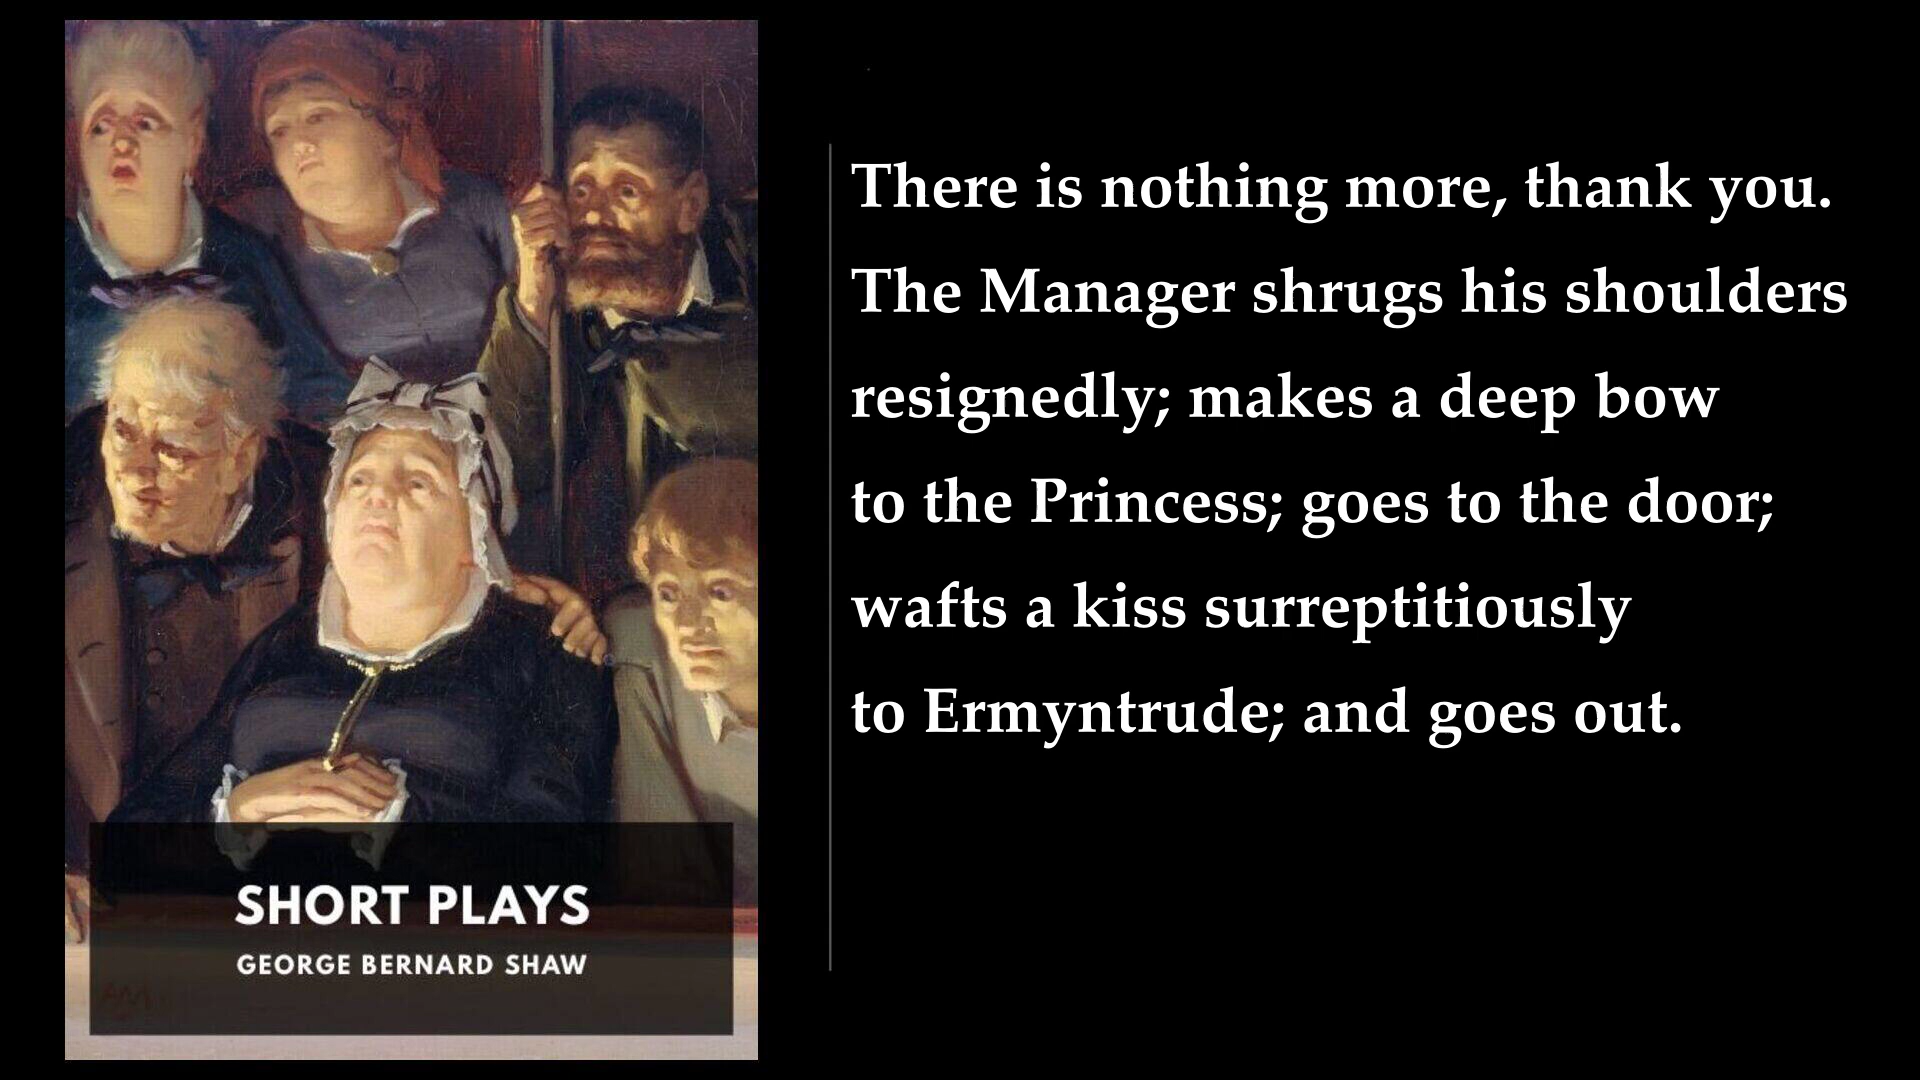 SHORT PLAYS
GEORGE BERNARD SHAW
There is nothing more, thank you.
The Manager shrugs his shoulders
resignedly; makes a deep bow
to the Princess; goes to the door;
wafts a kiss surreptitiously
to Ermyntrude; and goes out.